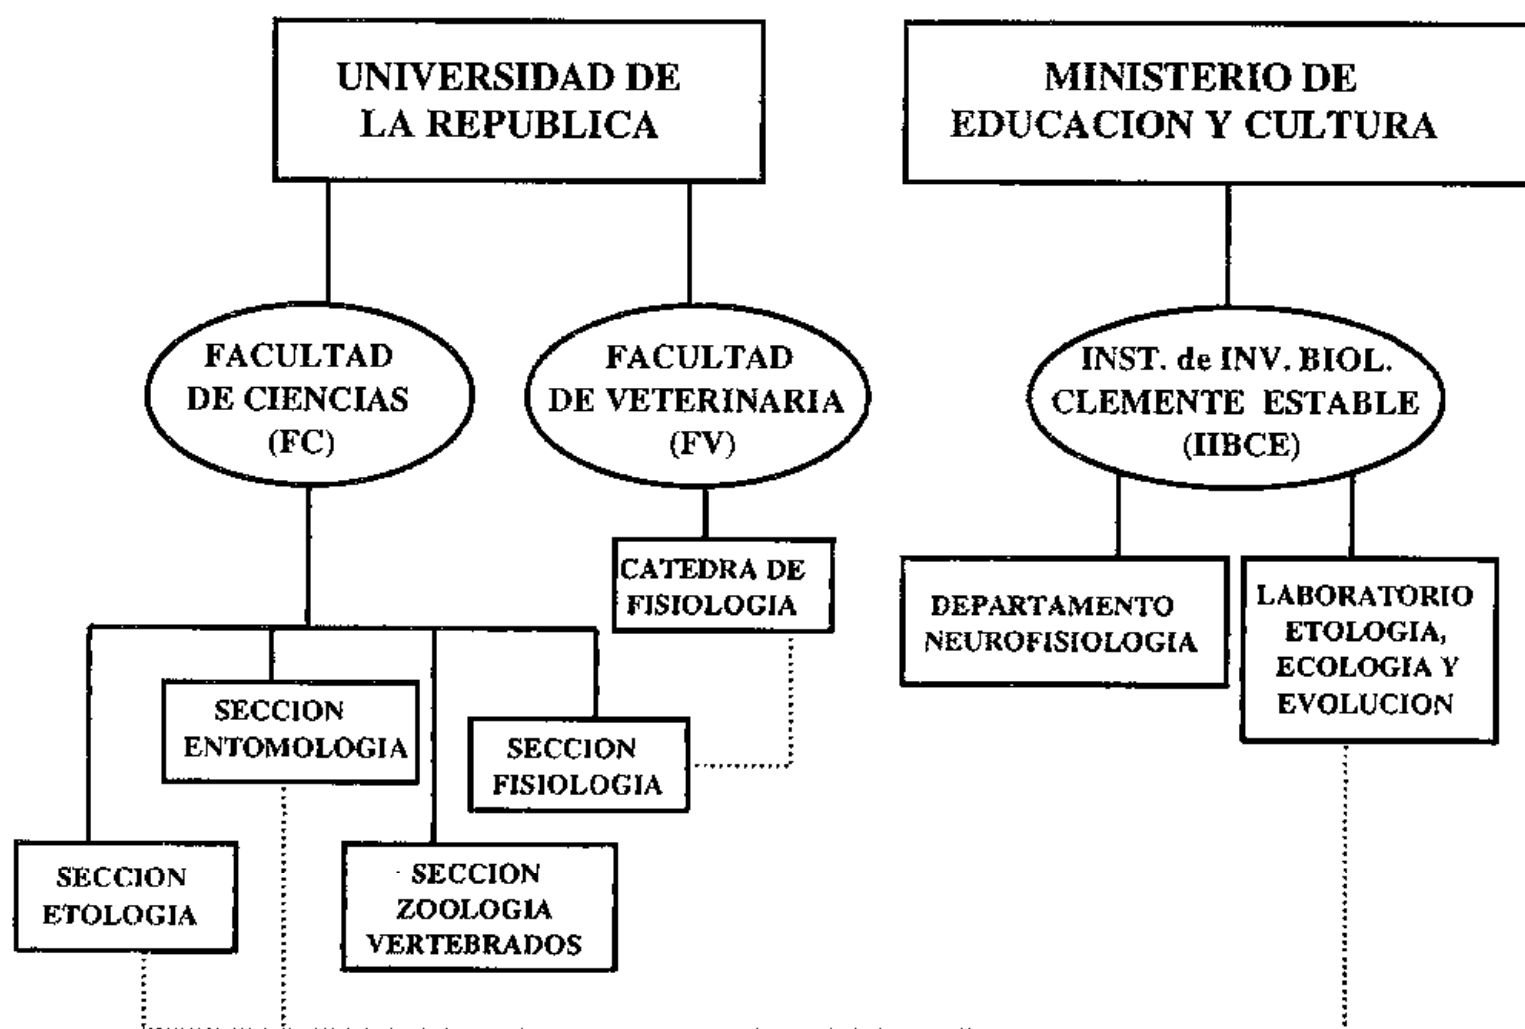 UNIVERSIDAD DE
LA REPUBLICA
MINISTERIO DE
EDUCACION Y CULTURA
FACULTAD
DE CIENCIAS
(FC)
FACULTAD
DE VETERINARIA
(FV)
INST. de INV. BIOL.
CLEMENTE ESTABLE
(IIBCE)
CATEDRA DE
FISIOLOGIA
DEPARTAMENTO
NEUROFISIOLOGIA
LABORATORIO
ETOLOGIA,
ECOLOGIA Y
EVOLUCION
SECCION
ENTOMOLOGIA
SECCION
FISIOLOGIA
SECCION
ETOLOGIA
SECCION
ZOOLOGIA
VERTEBRADOS